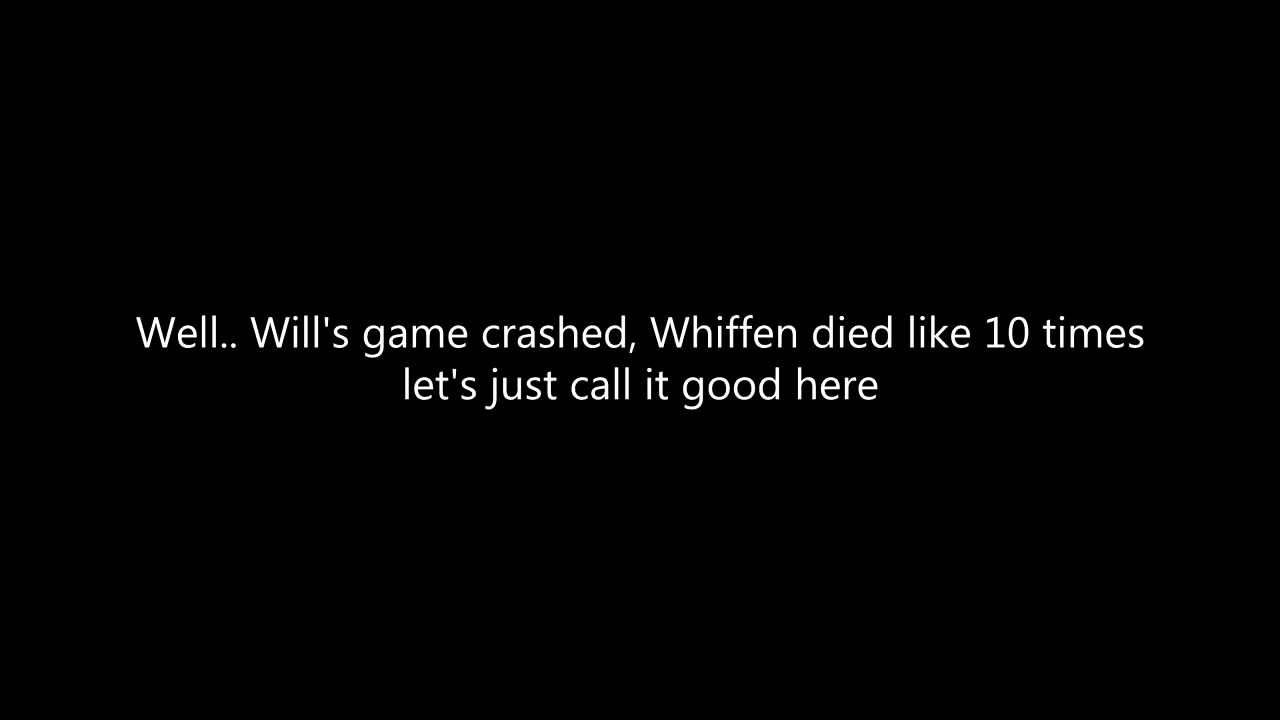 Well.. Will's game crashed, Whiffen died like 10 times
let's just call it good here